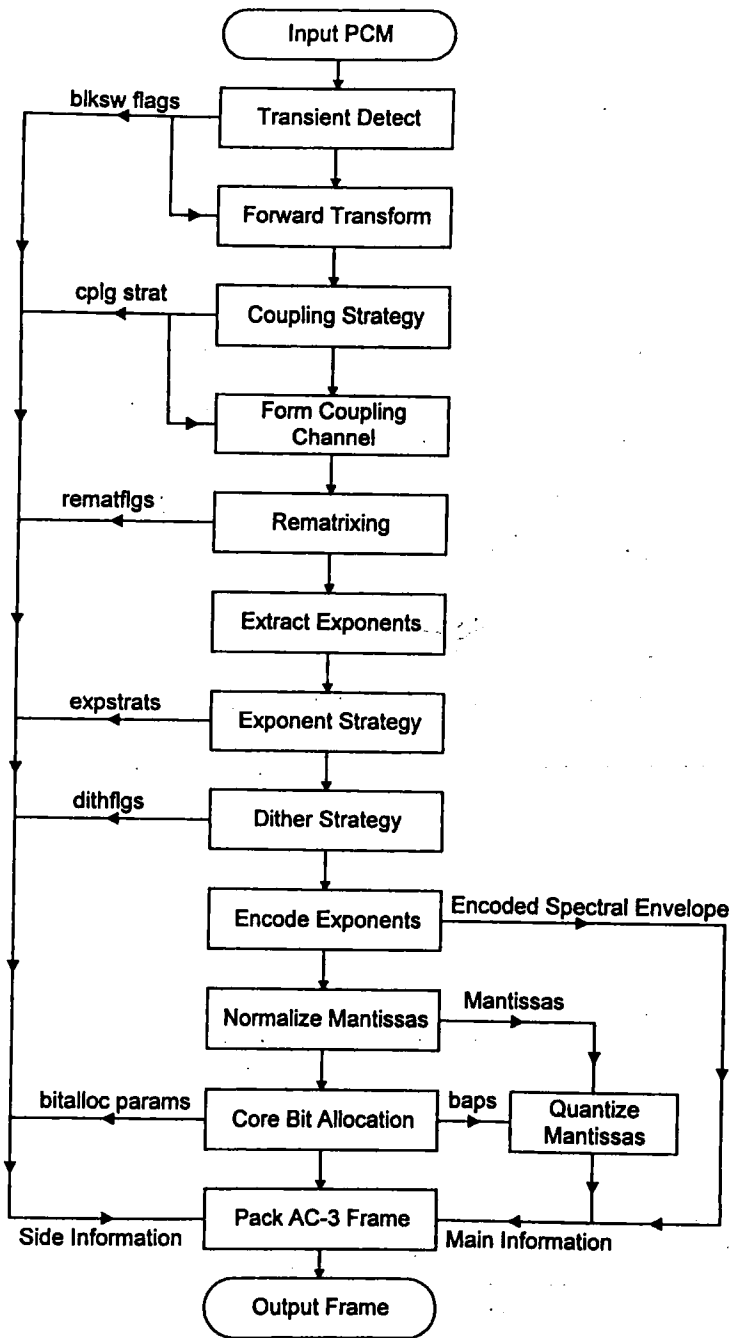 Input PCM
blksw flags
Transient Detect
Forward Transform
cplg strat
Coupling Strategy
Form Coupling
Channel
rematflgs
Rematrixing
Extract Exponents
expstrats
Exponent Strategy
dithflgs
Dither Strategy
Encode Exponents
Encoded Spectral Envelope
Normalize Mantissas
Mantissas
bitalloc params
Core Bit Allocation
baps
Quantize
Mantissas
Side Information
Pack AC-3 Frame
Main Information
Output Frame